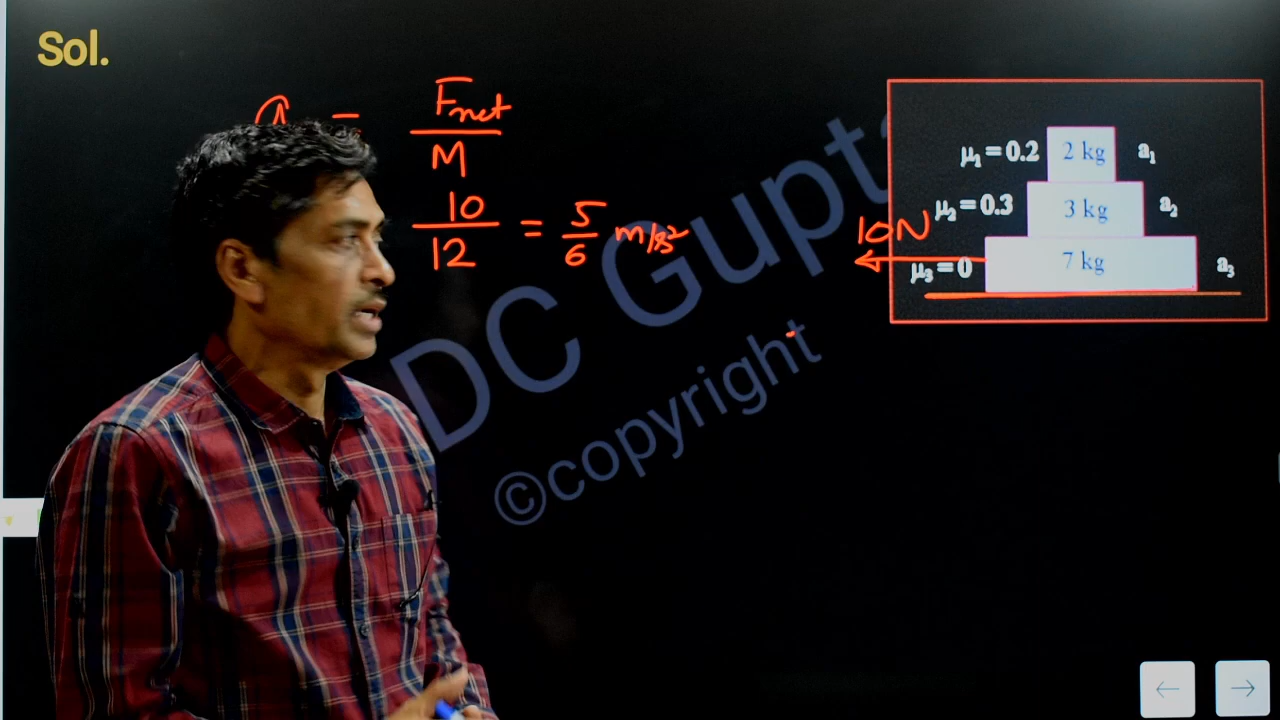 Sol.
a = Fnet
M
10
12 = 5
6 m/s²
DC Gupta
©copyright
μ₁ = 0.2 2 kg a₁
μ₂ = 0.3 3 kg a₂
10N
μ₃ = 0 7 kg a₃
← →